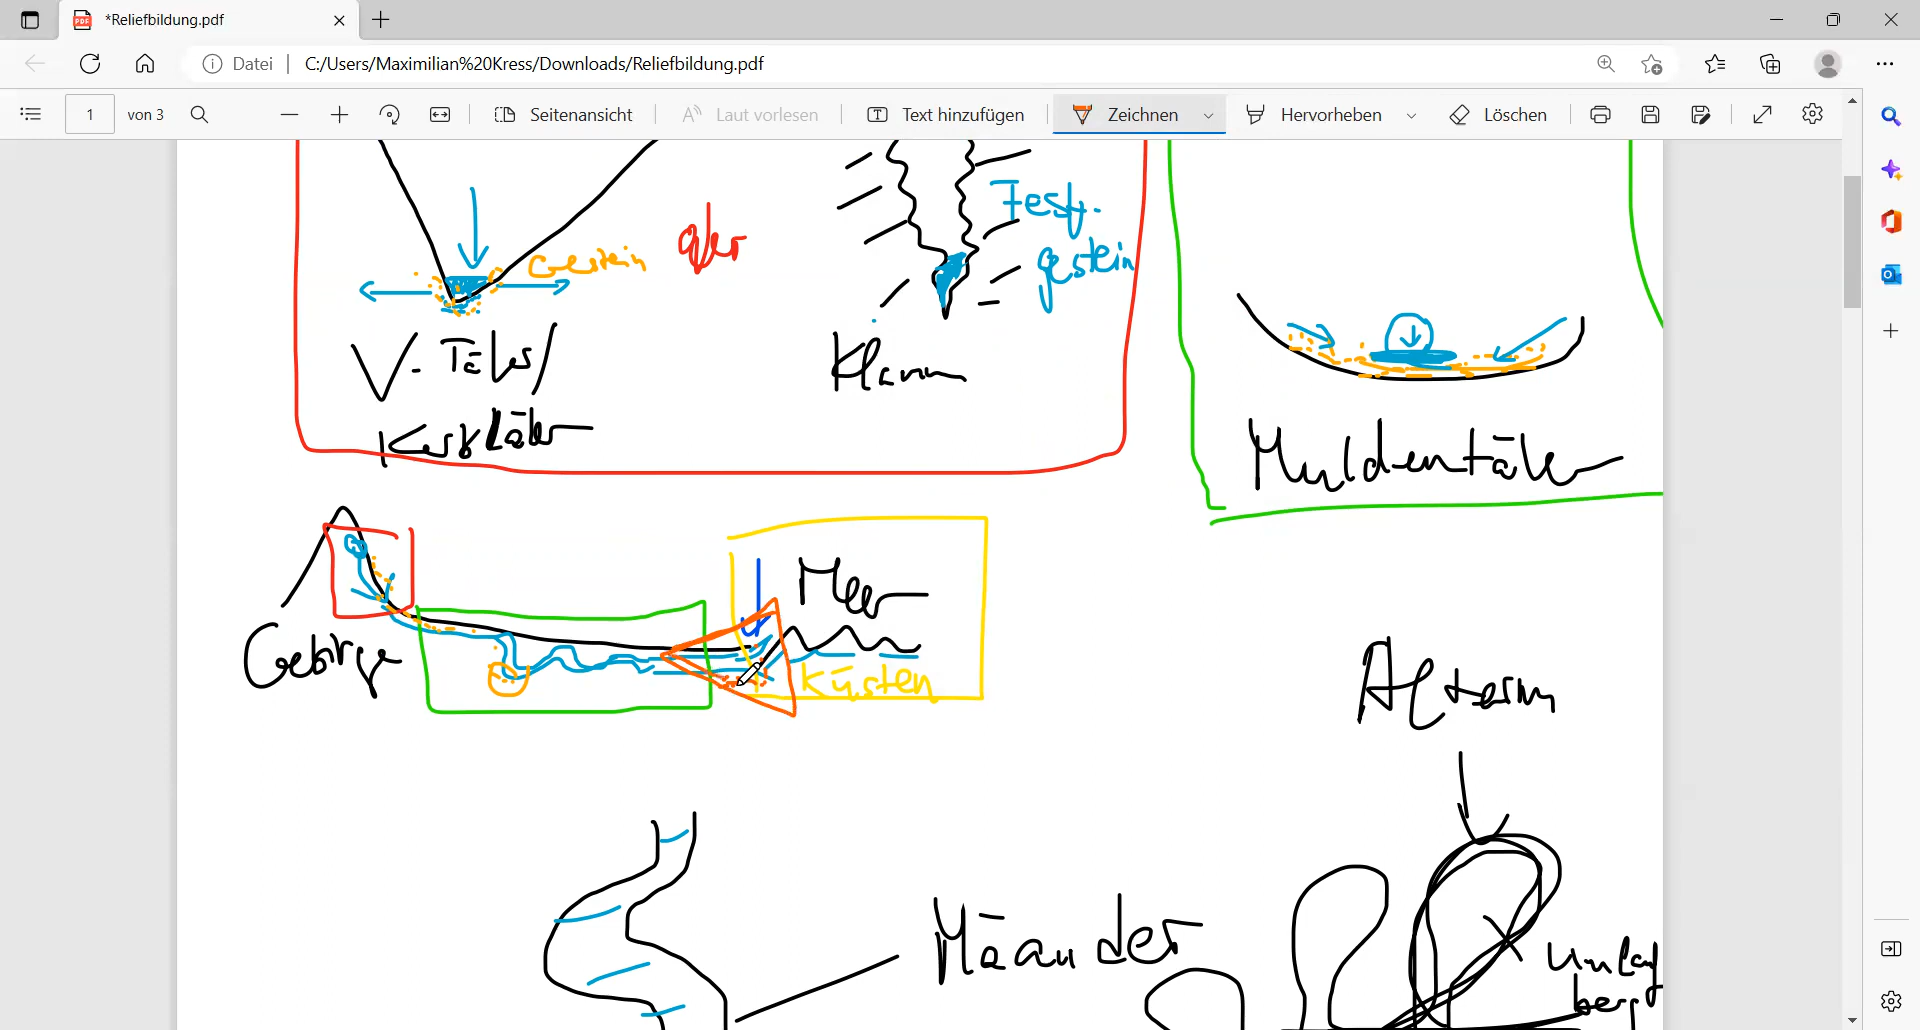 *Reliefbildung.pdf
Datei
C:/Users/Maximilian%20Kress/Downloads/Reliefbildung.pdf
1 von 3
Seitenansicht
Laut vorlesen
Text hinzufügen
Zeichnen
Hervorheben
Löschen
Gestein
oder
Fest-
gestein
V-Täler/
Kerbtäler
Klamm
Muldentäler
Gebirge
Meer
Küsten
Altarm
Mäander
Umlauf
berg